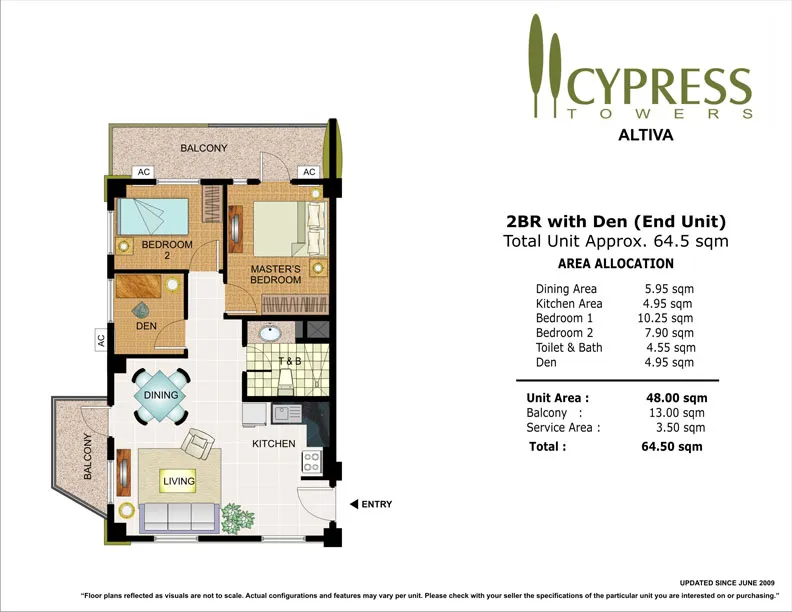 CYPRESS
TOWERS
ALTIVA
2BR with Den (End Unit)
Total Unit Approx. 64.5 sqm
AREA ALLOCATION
Dining Area 5.95 sqm
Kitchen Area 4.95 sqm
Bedroom 1 10.25 sqm
Bedroom 2 7.90 sqm
Toilet & Bath 4.55 sqm
Den 4.95 sqm
Unit Area : 48.00 sqm
Balcony : 13.00 sqm
Service Area : 3.50 sqm
Total : 64.50 sqm
BALCONY
AC
AC
BEDROOM
2
MASTER'S
BEDROOM
DEN
AC
T & B
DINING
KITCHEN
BALCONY
LIVING
ENTRY
UPDATED SINCE JUNE 2009
“Floor plans reflected as visuals are not to scale. Actual configurations and features may vary per unit. Please check with your seller the specifications of the particular unit you are interested on or purchasing.”